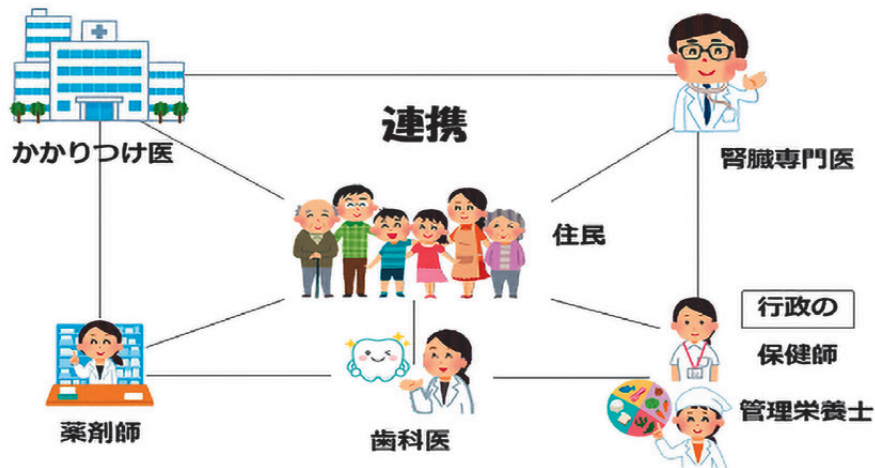 連携
かかりつけ医
腎臓専門医
住民
行政の
保健師
薬剤師
歯科医
管理栄養士